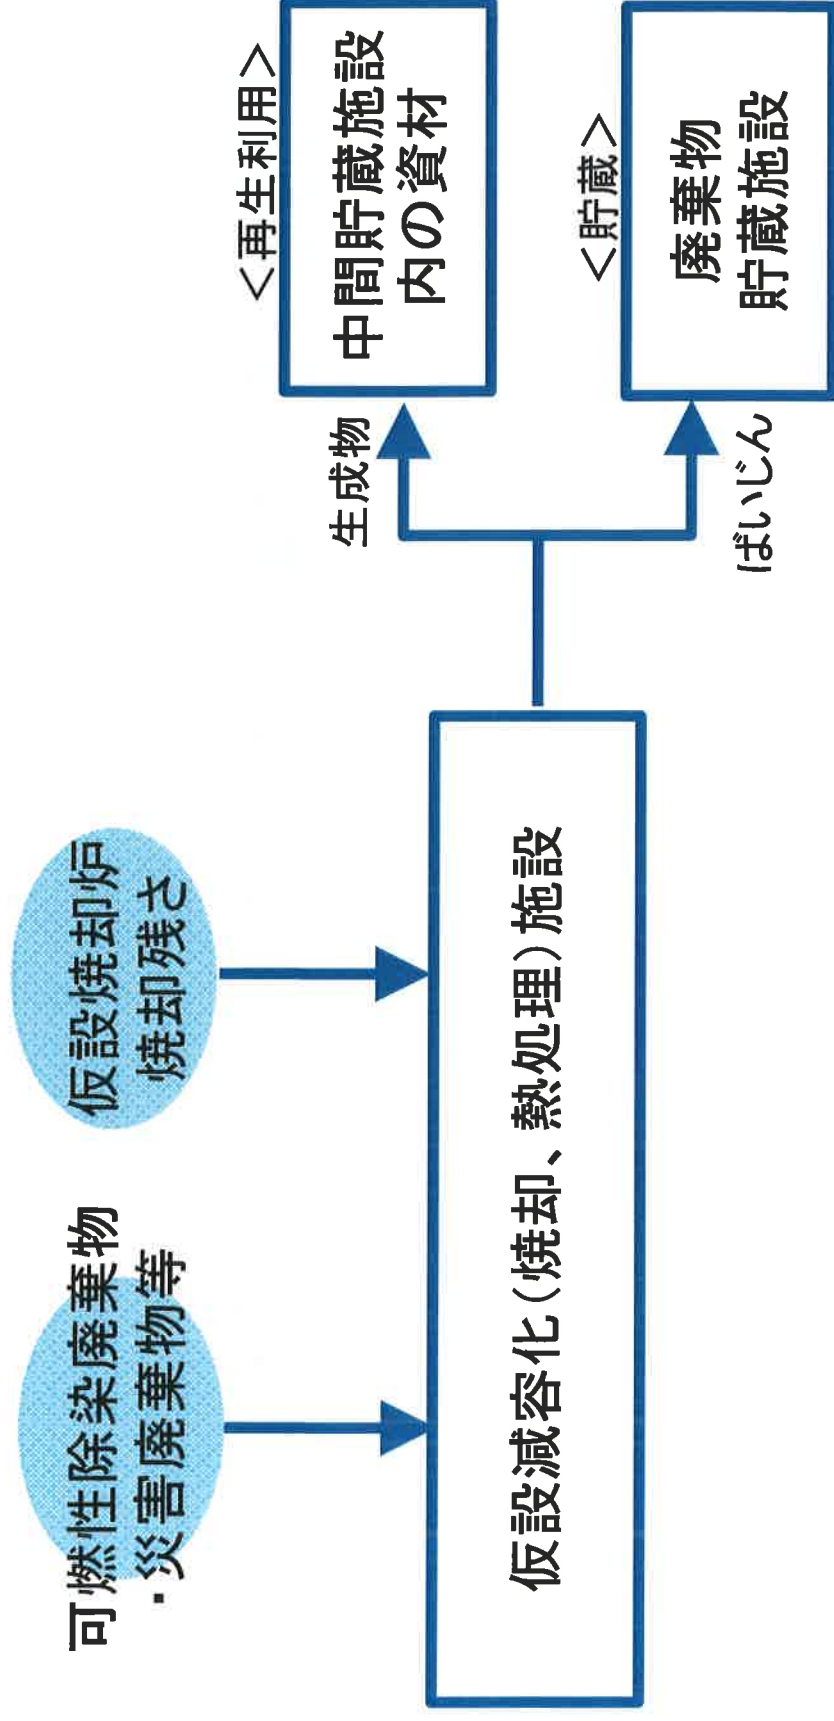 可燃性除染廃棄物
・災害廃棄物等
仮設焼却炉
焼却残さ
仮設減容化(焼却、熱処理)施設
生成物
<再生利用>
中間貯蔵施設
内の資材
ばいじん
<貯蔵>
廃棄物
貯蔵施設